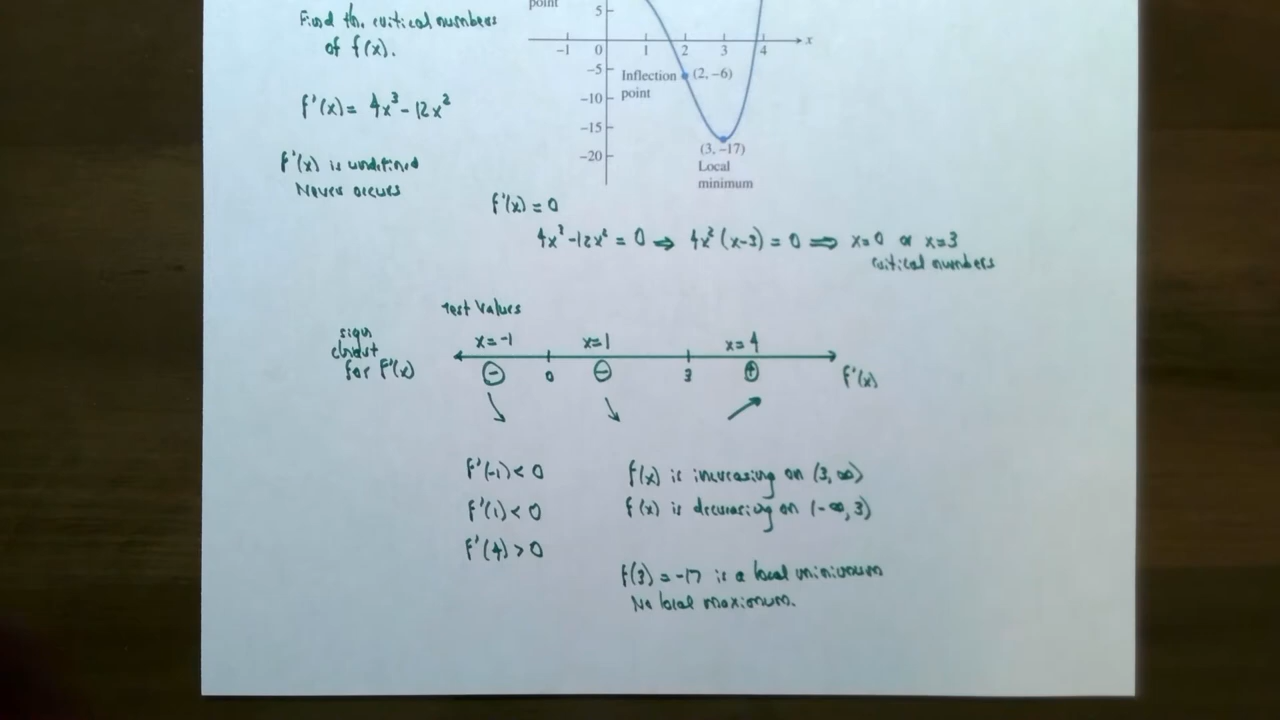 point
Find the critical numbers
of f(x).
f'(x) = 4x³ - 12x²
f'(x) is undefined
Never occurs
5
-1 0 1 2 3 4 x
-5
Inflection
point
(2, -6)
-10
-15
(3, -17)
Local
minimum
-20
f'(x) = 0
4x³ - 12x² = 0 ⇒ 4x²(x-3) = 0 ⇒ x=0 or x=3
critical numbers
Test Values
sign
chart
for f'(x)
x=-1 x=1 x=4
- 0 - 3 + f'(x)
f'(-1) < 0
f'(1) < 0
f'(4) > 0
f(x) is increasing on (3, ∞)
f(x) is decreasing on (-∞, 3)
f(3) = -17 is a local minimum
No local maximum.